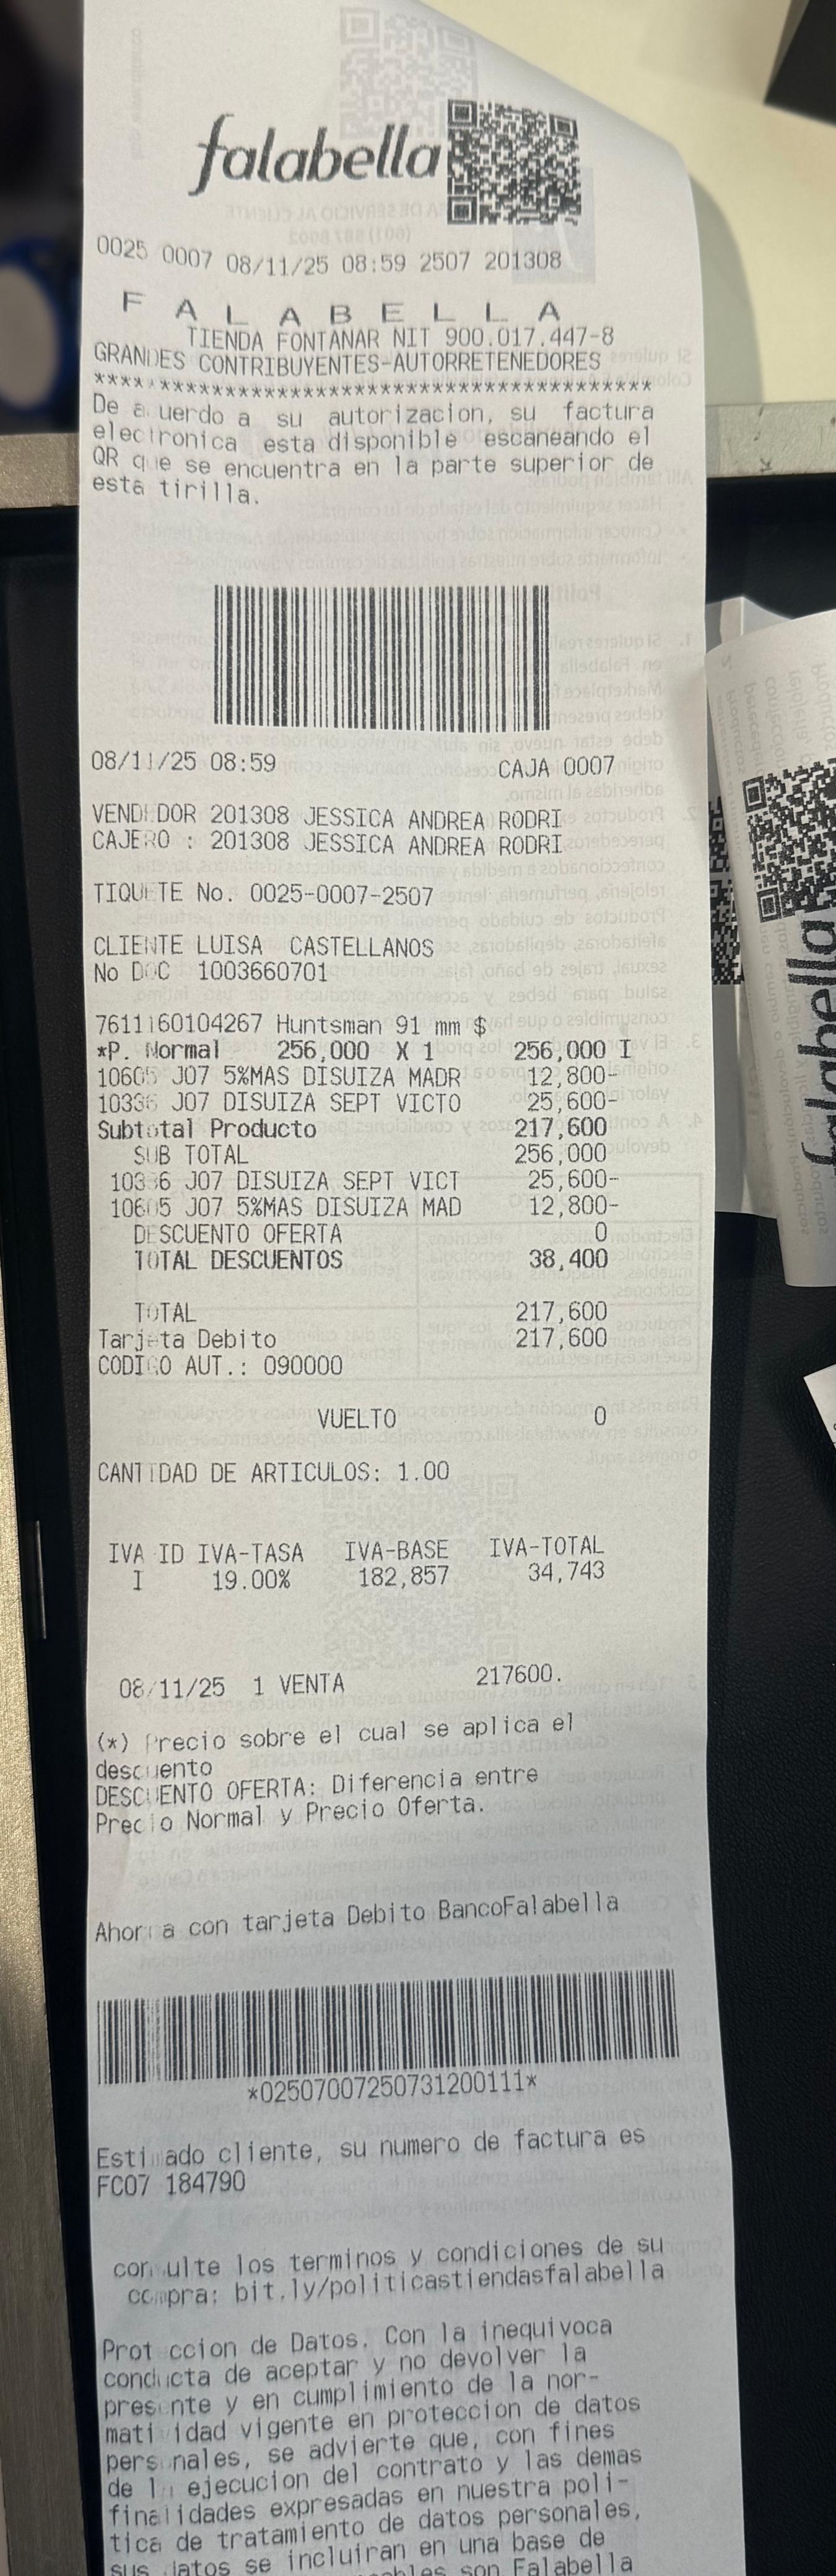 falabella
0025 0007 08/11/25 08:59 2507 201308
F A L A B E L L A
TIENDA FONTANAR NIT 900.017.447-8
GRANDES CONTRIBUYENTES-AUTORRETENEDORES
******************************************
De acuerdo a su autorizacion, su factura
electronica esta disponible escaneando el
QR que se encuentra en la parte superior de
esta tirilla.
08/11/25 08:59 CAJA 0007
VENDEDOR 201308 JESSICA ANDREA RODRI
CAJERO : 201308 JESSICA ANDREA RODRI
TIQUETE No. 0025-0007-2507
CLIENTE LUISA CASTELLANOS
No DOC 1003660701
7611160104267 Huntsman 91 mm $
*P. Normal 256,000 X 1 256,000 I
10605 J07 5%MAS DISUIZA MADR 12,800-
10336 J07 DISUIZA SEPT VICTO 25,600-
Subtotal Producto 217,600
SUB TOTAL 256,000
10336 J07 DISUIZA SEPT VICT 25,600-
10605 J07 5%MAS DISUIZA MAD 12,800-
DESCUENTO OFERTA 0
TOTAL DESCUENTOS 38,400
TOTAL 217,600
Tarjeta Debito 217,600
CODIGO AUT.: 090000
VUELTO 0
CANTIDAD DE ARTICULOS: 1.00
IVA ID IVA-TASA IVA-BASE IVA-TOTAL
I 19.00% 182,857 34,743
08/11/25 1 VENTA 217600.
(*) Precio sobre el cual se aplica el
descuento
DESCUENTO OFERTA: Diferencia entre
Precio Normal y Precio Oferta.
Ahorra con tarjeta Debito BancoFalabella
*02507007250731200111*
Estimado cliente, su numero de factura es
FC07 184790
consulte los terminos y condiciones de su
compra: bit.ly/politicastiendasfalabella
Proteccion de Datos. Con la inequivoca
conducta de aceptar y no devolver la
presente y en cumplimiento de la nor-
matividad vigente en proteccion de datos
personales, se advierte que, con fines
de la ejecucion del contrato y las demas
finalidades expresadas en nuestra poli-
tica de tratamiento de datos personales,
sus datos se incluiran en una base de
son Falabella
falabella